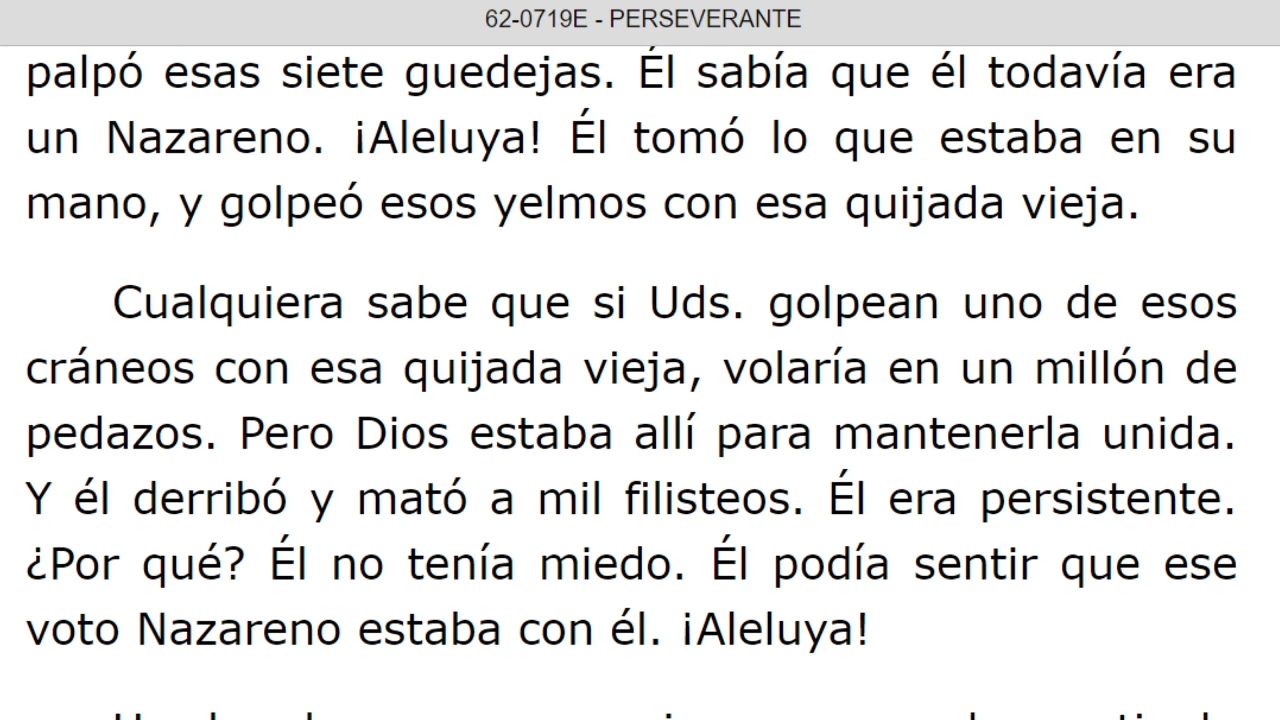 62-0719E - PERSEVERANTE
palpó esas siete guedejas. Él sabía que él todavía era
un Nazareno. ¡Aleluya! Él tomó lo que estaba en su
mano, y golpeó esos yelmos con esa quijada vieja.
Cualquiera sabe que si Uds. golpean uno de esos
cráneos con esa quijada vieja, volaría en un millón de
pedazos. Pero Dios estaba allí para mantenerla unida.
Y él derribó y mató a mil filisteos. Él era persistente.
¿Por qué? Él no tenía miedo. Él podía sentir que ese
voto Nazareno estaba con él. ¡Aleluya!